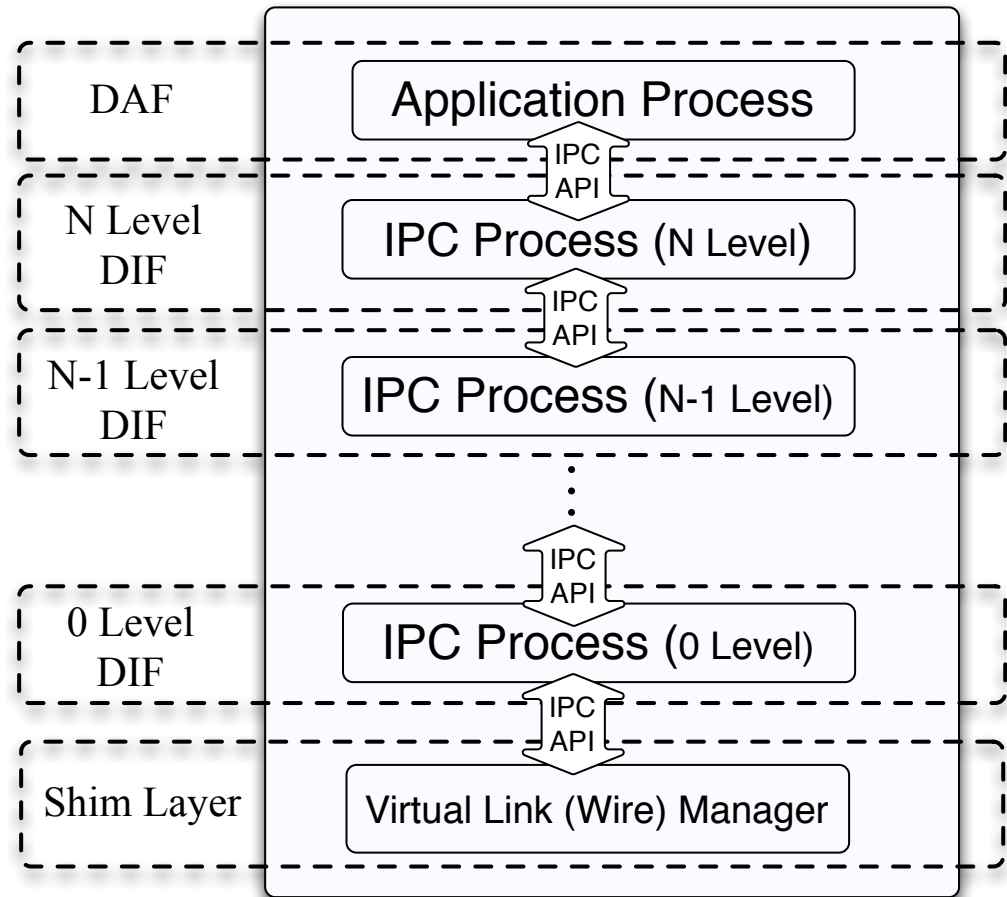 DAF
Application Process
IPC
API
N Level
DIF
IPC Process (N Level)
IPC
API
N-1 Level
DIF
IPC Process (N-1 Level)
IPC
API
0 Level
DIF
IPC Process (0 Level)
IPC
API
Shim Layer
Virtual Link (Wire) Manager